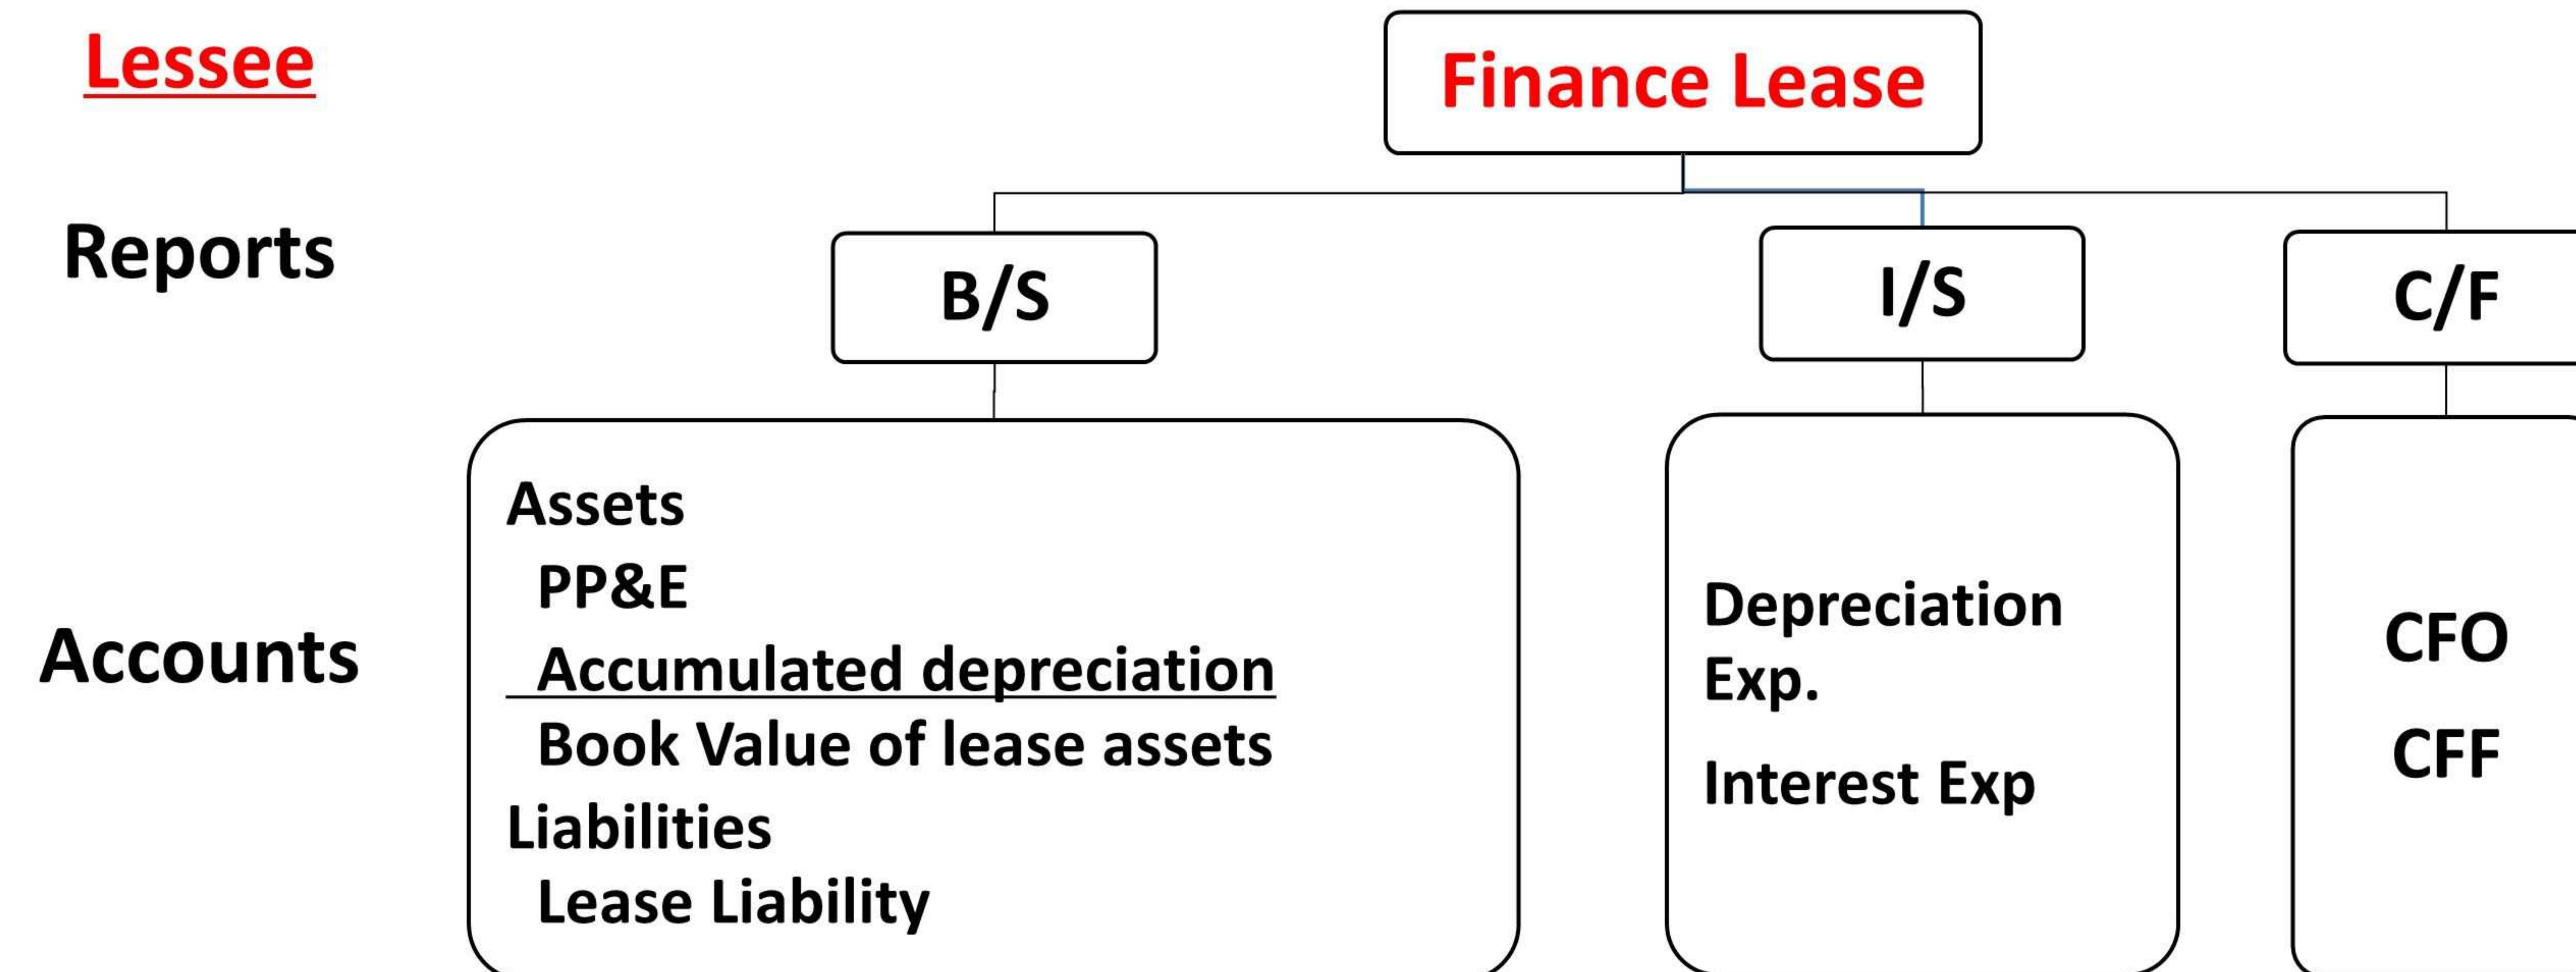 Lessee
Finance Lease
Reports
B/S
I/S
C/F
Accounts
Assets
PP&E
Accumulated depreciation
Book Value of lease assets
Liabilities
Lease Liability
Depreciation
Exp.
Interest Exp
CFO
CFF